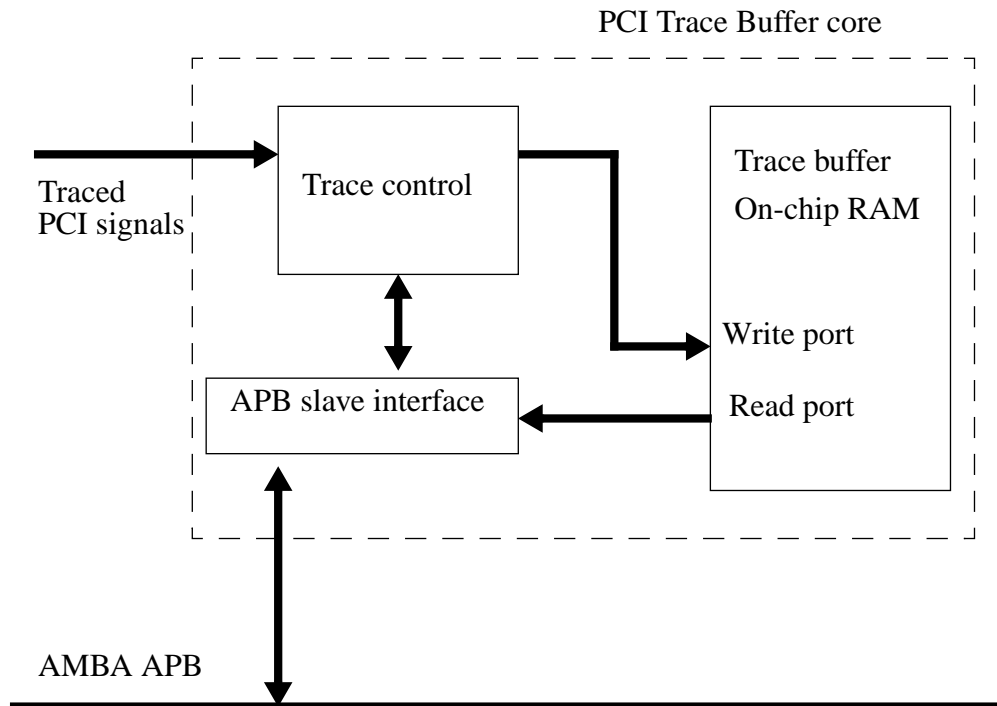 PCI Trace Buffer core
Traced
PCI signals
Trace control
Trace buffer
On-chip RAM
Write port
Read port
APB slave interface
AMBA APB